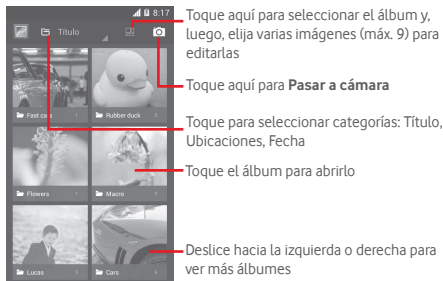 8:17
Título
Fast cars
Rubber duck
Flowers
Macro
Lucas
Cars
Toque aquí para seleccionar el álbum y,
luego, elija varias imágenes (máx. 9) para
editarlas
Toque aquí para Pasar a cámara
Toque para seleccionar categorías: Título,
Ubicaciones, Fecha
Toque el álbum para abrirlo
Deslice hacia la izquierda o derecha para
ver más álbumes